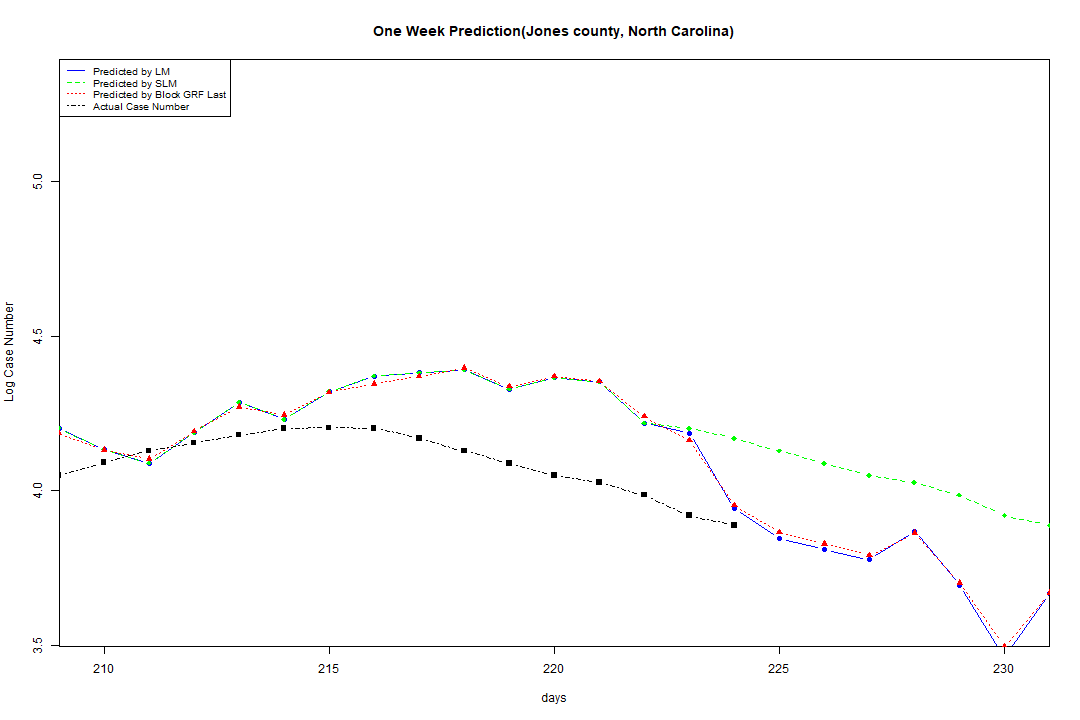 One Week Prediction(Jones county, North Carolina)
Predicted by LM
Predicted by SLM
Predicted by Block GRF Last
Actual Case Number
Log Case Number
5.0
4.5
4.0
3.5
210
215
220
225
230
days